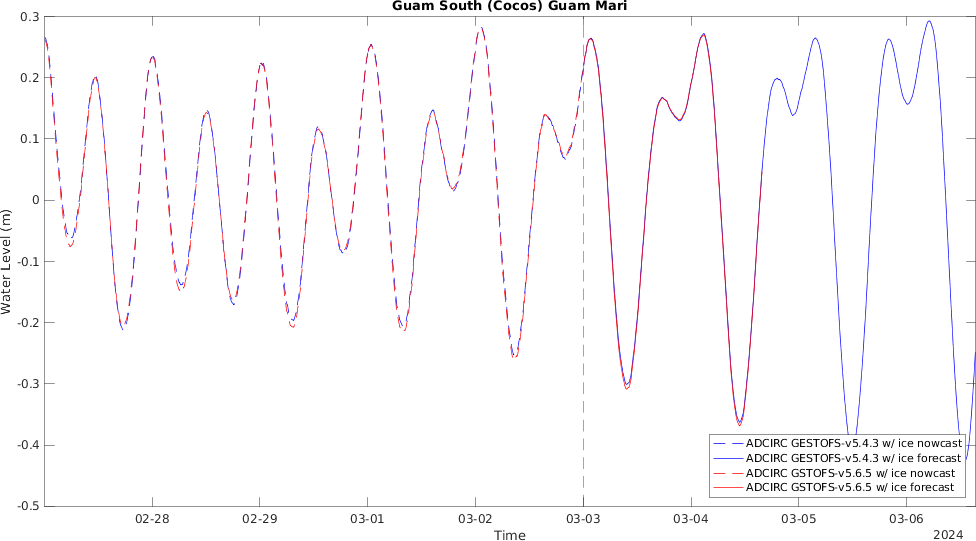 Guam South (Cocos) Guam Mari
0.3
0.2
0.1
0
-0.1
-0.2
-0.3
-0.4
-0.5
Water Level (m)
02-28
02-29
03-01
03-02
03-03
03-04
03-05
03-06
Time
2024
ADCIRC GESTOFS-v5.4.3 w/ ice nowcast
ADCIRC GESTOFS-v5.4.3 w/ ice forecast
ADCIRC GSTOFS-v5.6.5 w/ ice nowcast
ADCIRC GSTOFS-v5.6.5 w/ ice forecast